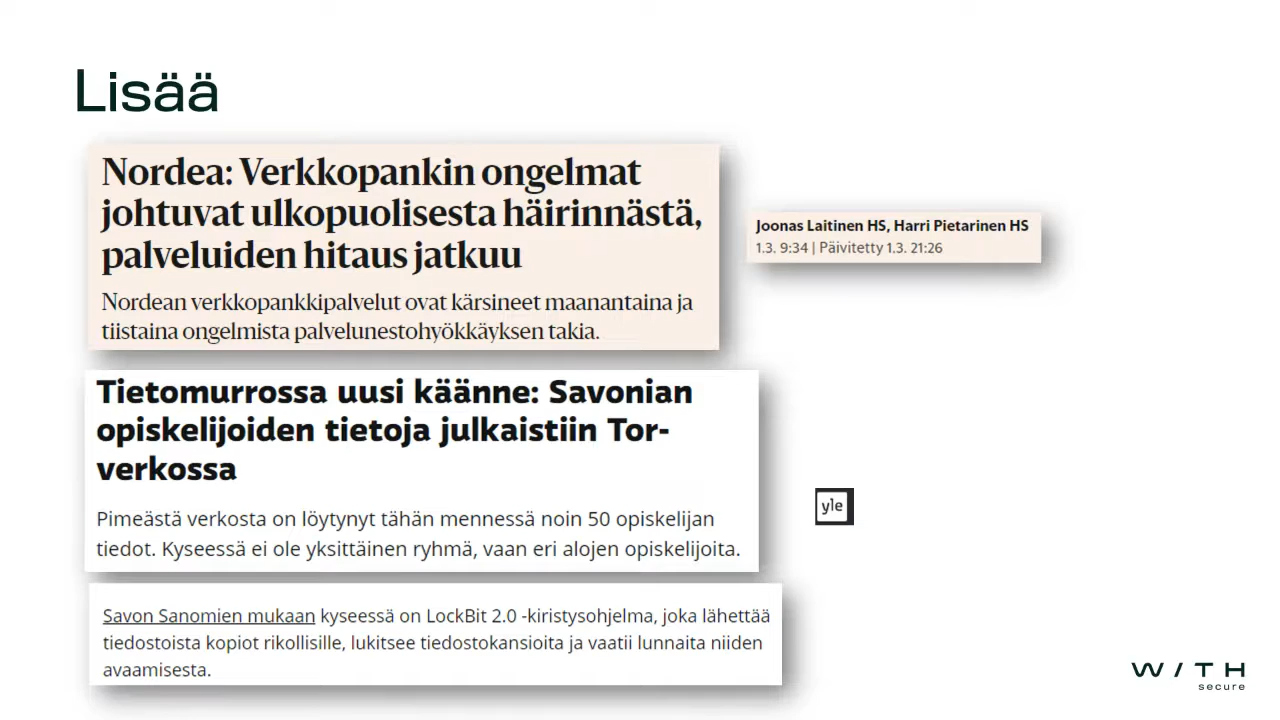 Lisää
Nordea: Verkkopankin ongelmat
johtuvat ulkopuolisesta häirinnästä,
palveluiden hitaus jatkuu
Nordean verkkopankkipalvelut ovat kärsineet maanantaina ja
tiistaina ongelmista palvelunestohyökkäyksen takia.
Joonas Laitinen HS, Harri Pietarinen HS
1.3. 9:34 | Päivitetty 1.3. 21:26
Tietomurrossa uusi käänne: Savonian
opiskelijoiden tietoja julkaistiin Tor-
verkossa
Pimeästä verkosta on löytynyt tähän mennessä noin 50 opiskelijan
tiedot. Kyseessä ei ole yksittäinen ryhmä, vaan eri alojen opiskelijoita.
yle
Savon Sanomien mukaan kyseessä on LockBit 2.0 -kiristysohjelma, joka lähettää
tiedostoista kopiot rikollisille, lukitsee tiedostokansioita ja vaatii lunnaita niiden
avaamisesta.
WITH
secure